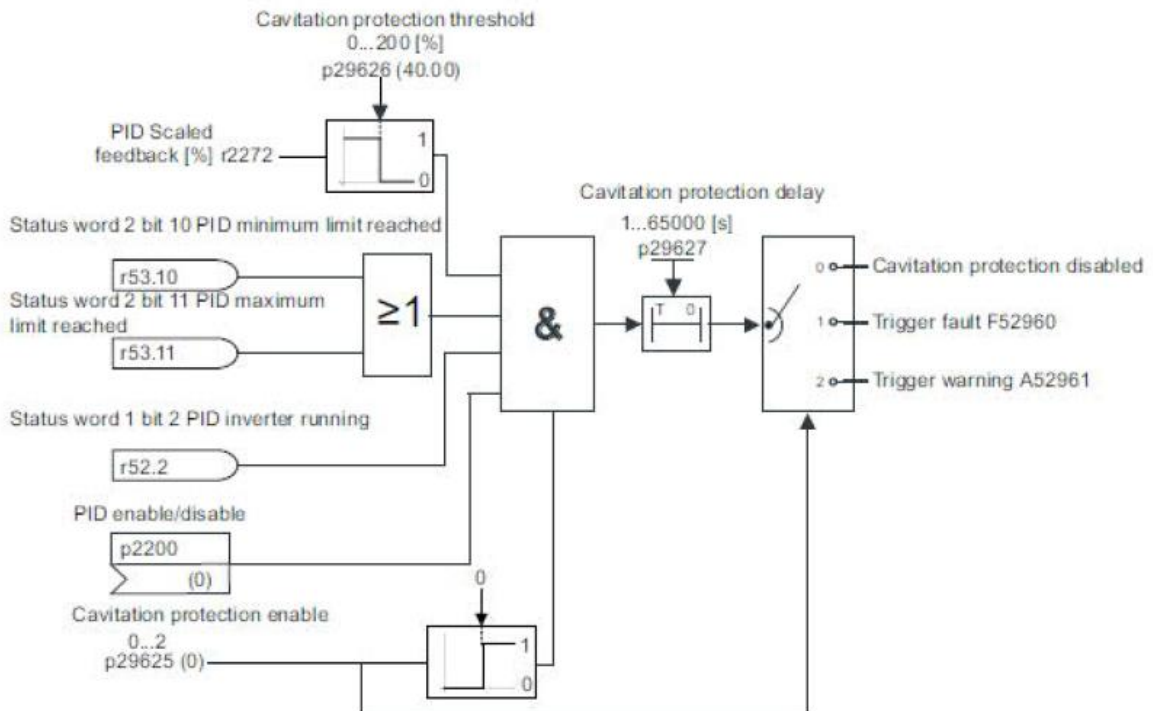 Cavitation protection threshold
0...200 [%]
p29626 (40.00)
PID Scaled
feedback [%] r2272
1
0
Cavitation protection delay
1...65000 [s]
p29627
Status word 2 bit 10 PID minimum limit reached
r53.10
Status word 2 bit 11 PID maximum
limit reached
r53.11
≥1
&
T 0
0 Cavitation protection disabled
1 Trigger fault F52960
2 Trigger warning A52961
Status word 1 bit 2 PID inverter running
r52.2
PID enable/disable
p2200
(0)
0
Cavitation protection enable
0...2
p29625 (0)
1
0